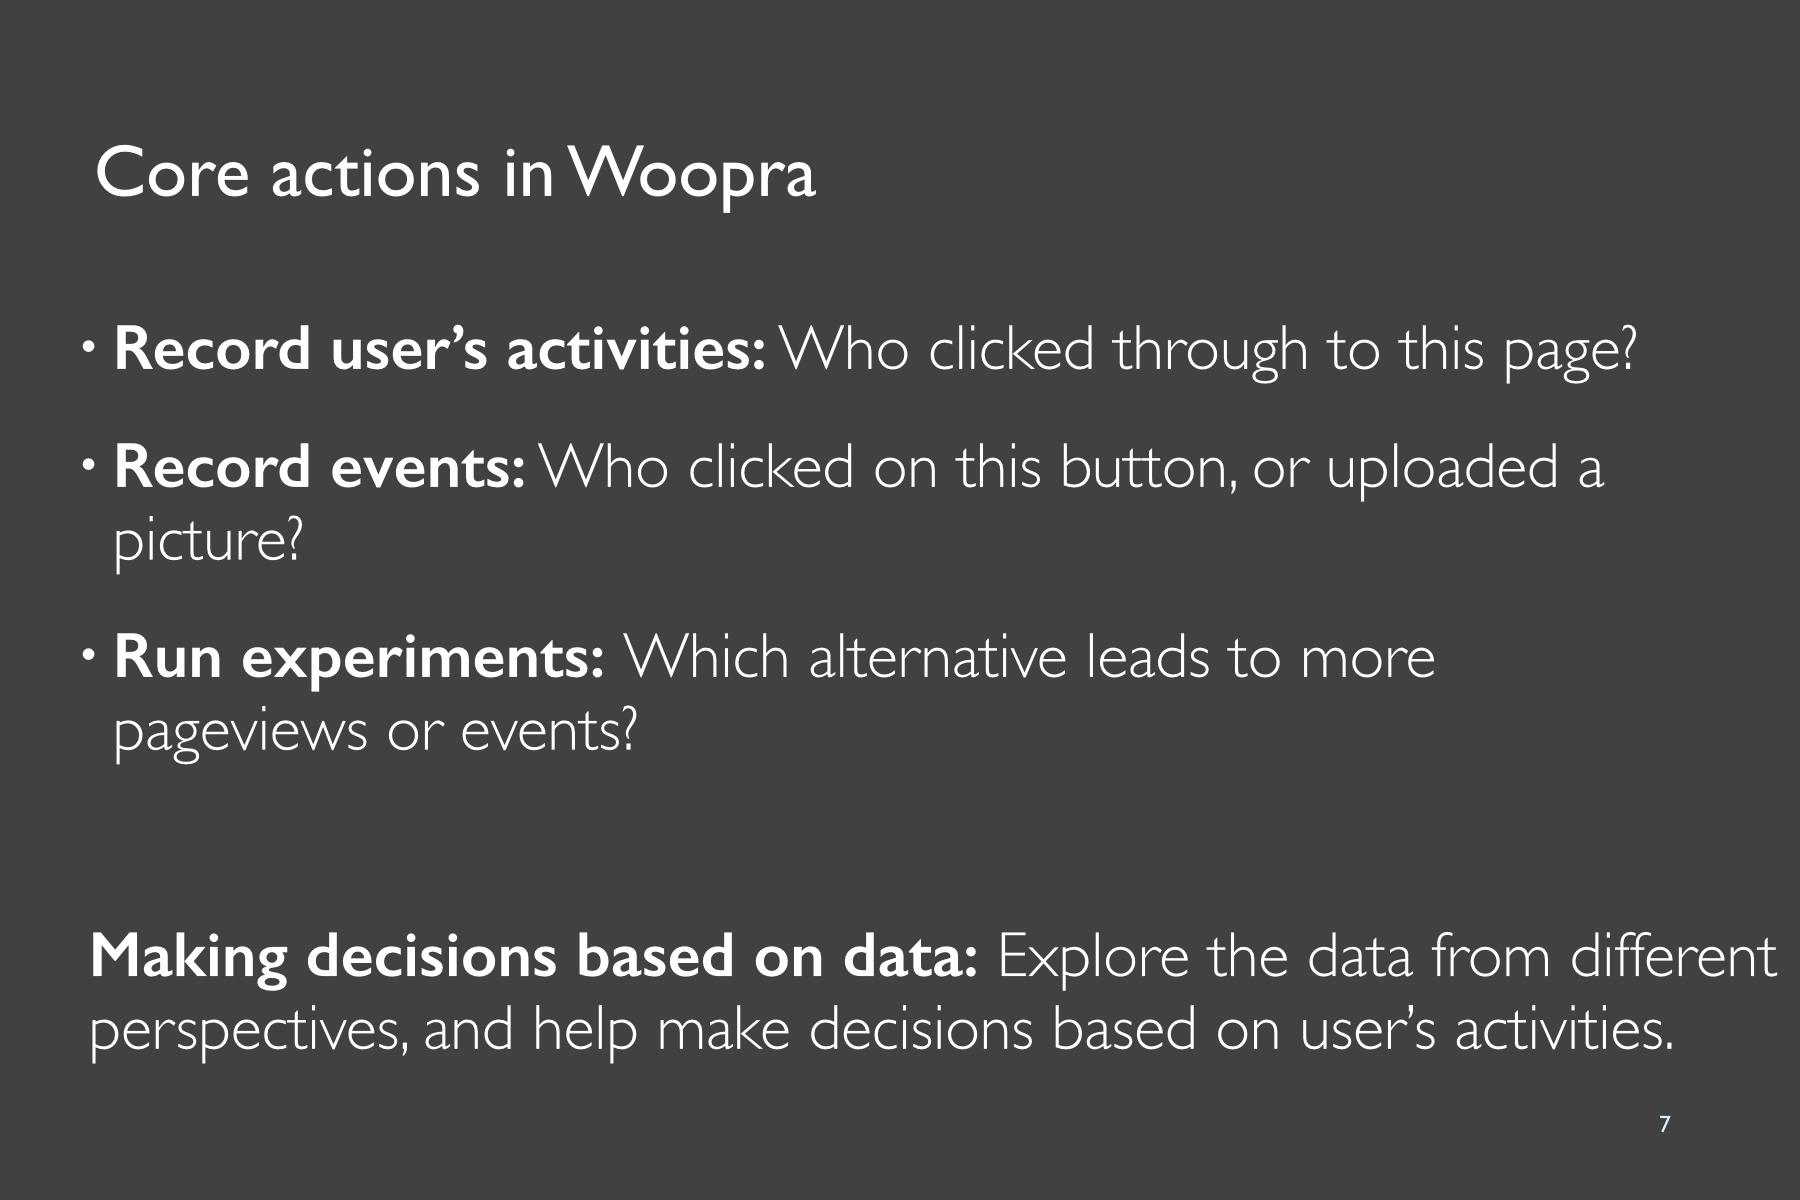 Core actions in Woopra
• Record user’s activities: Who clicked through to this page?
• Record events: Who clicked on this button, or uploaded a
picture?
• Run experiments: Which alternative leads to more
pageviews or events?
Making decisions based on data: Explore the data from different
perspectives, and help make decisions based on user’s activities.
7